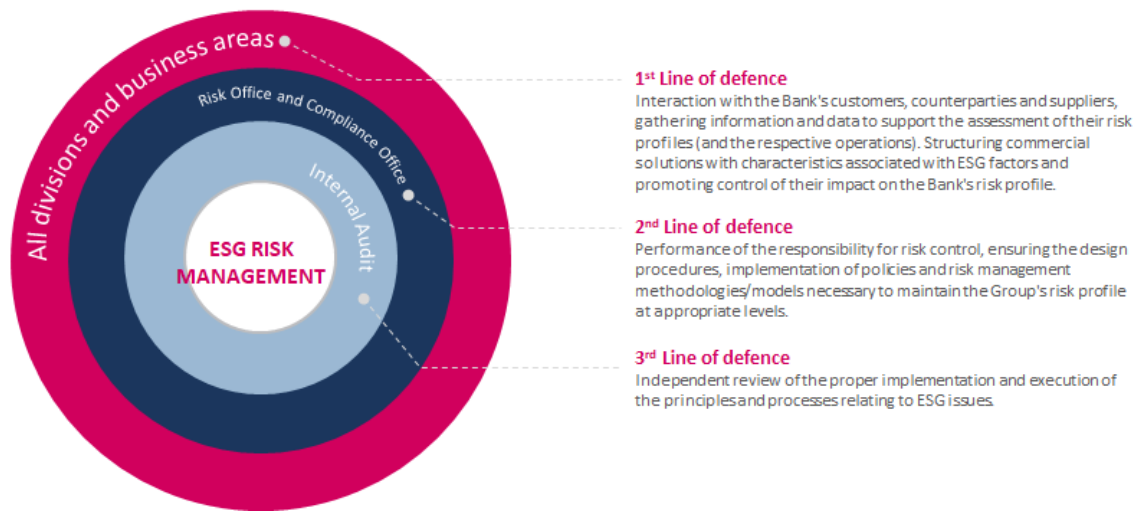 All divisions and business areas
Risk Office and Compliance Office
Internal Audit
ESG RISK
MANAGEMENT
1st Line of defence
Interaction with the Bank's customers, counterparties and suppliers,
gathering information and data to support the assessment of their risk
profiles (and the respective operations). Structuring commercial
solutions with characteristics associated with ESG factors and
promoting control of their impact on the Bank's risk profile.
2nd Line of defence
Performance of the responsibility for risk control, ensuring the design
procedures, implementation of policies and risk management
methodologies/models necessary to maintain the Group's risk profile
at appropriate levels.
3rd Line of defence
Independent review of the proper implementation and execution of
the principles and processes relating to ESG issues.